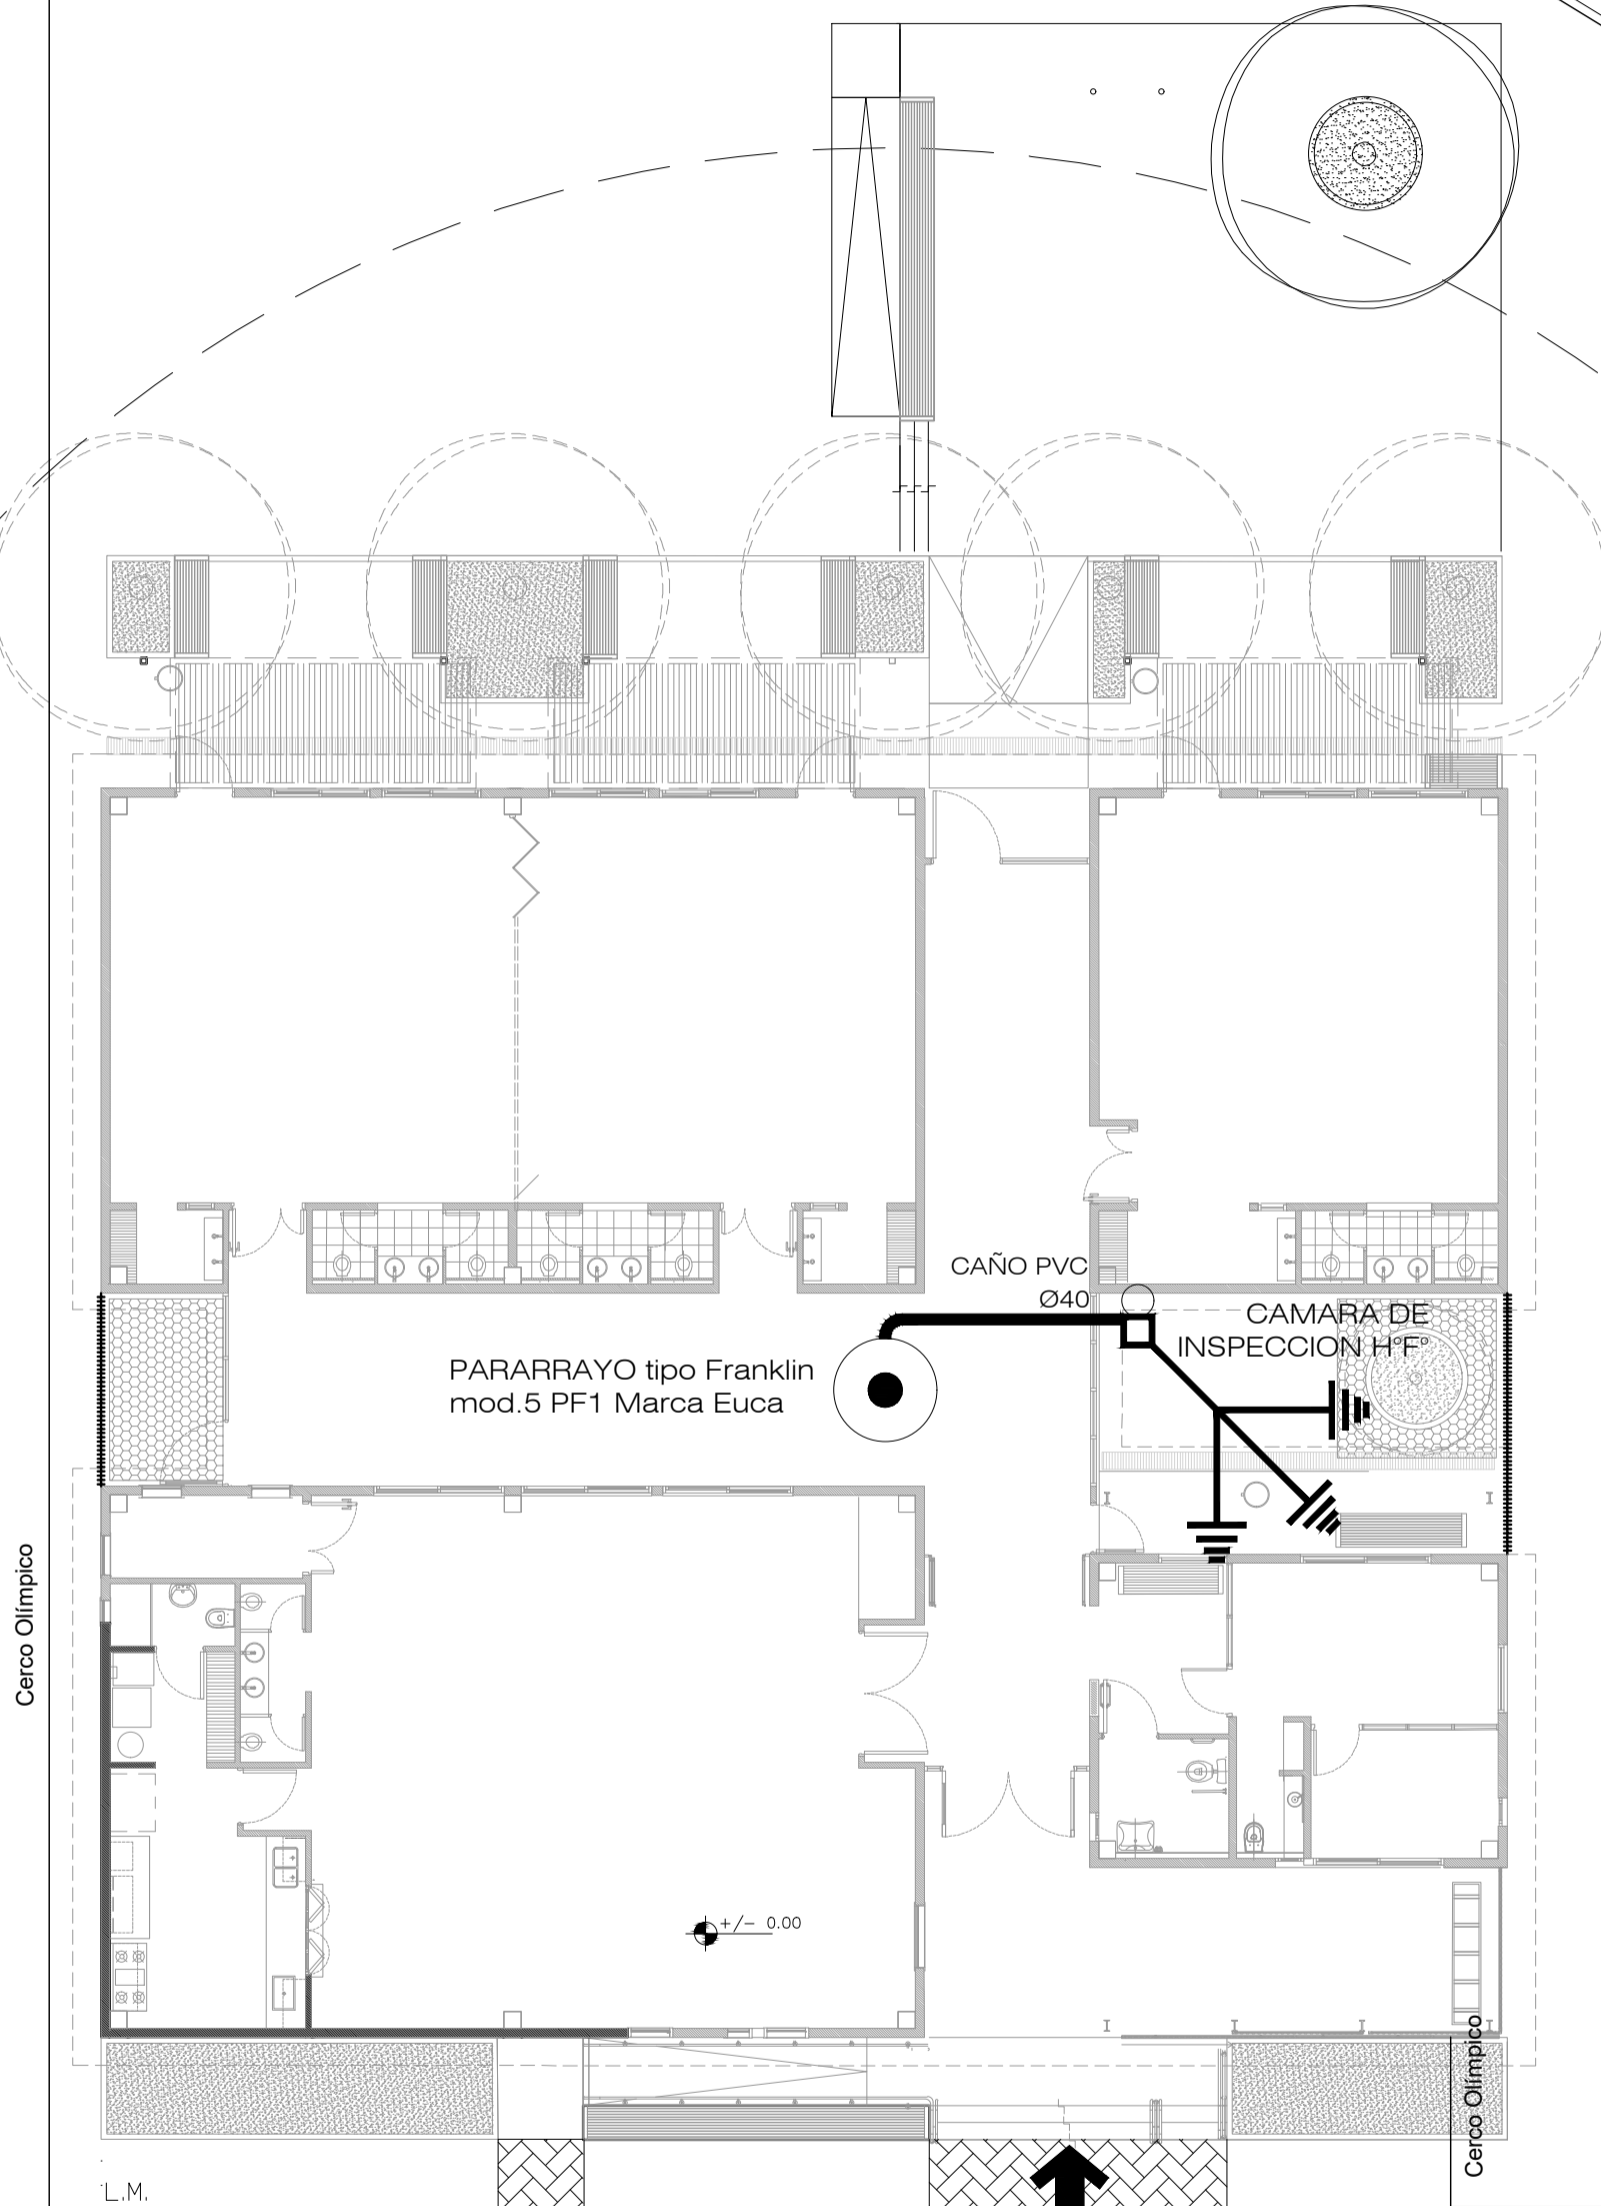 CAÑO PVC
Ø40
CAMARA DE
INSPECCION H°F°
PARARRAYO tipo Franklin
mod.5 PF1 Marca Euca
Cerco Olímpico
+/- 0.00
Cerco Olímpico
L.M.